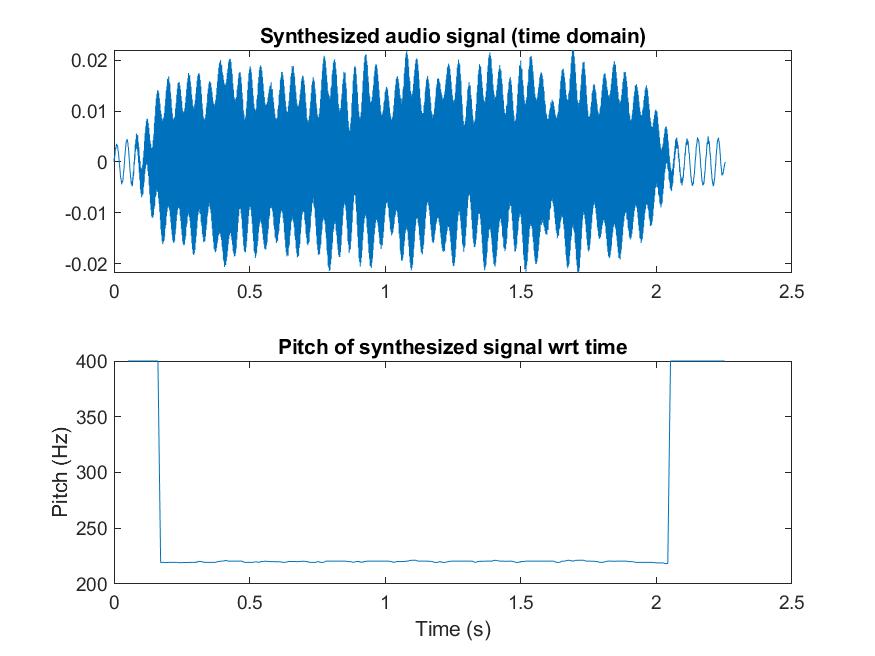 Synthesized audio signal (time domain)
0.02
0.01
0
-0.01
-0.02
0 0.5 1 1.5 2 2.5
Pitch of synthesized signal wrt time
400
350
300
250
200
Pitch (Hz)
0 0.5 1 1.5 2 2.5
Time (s)